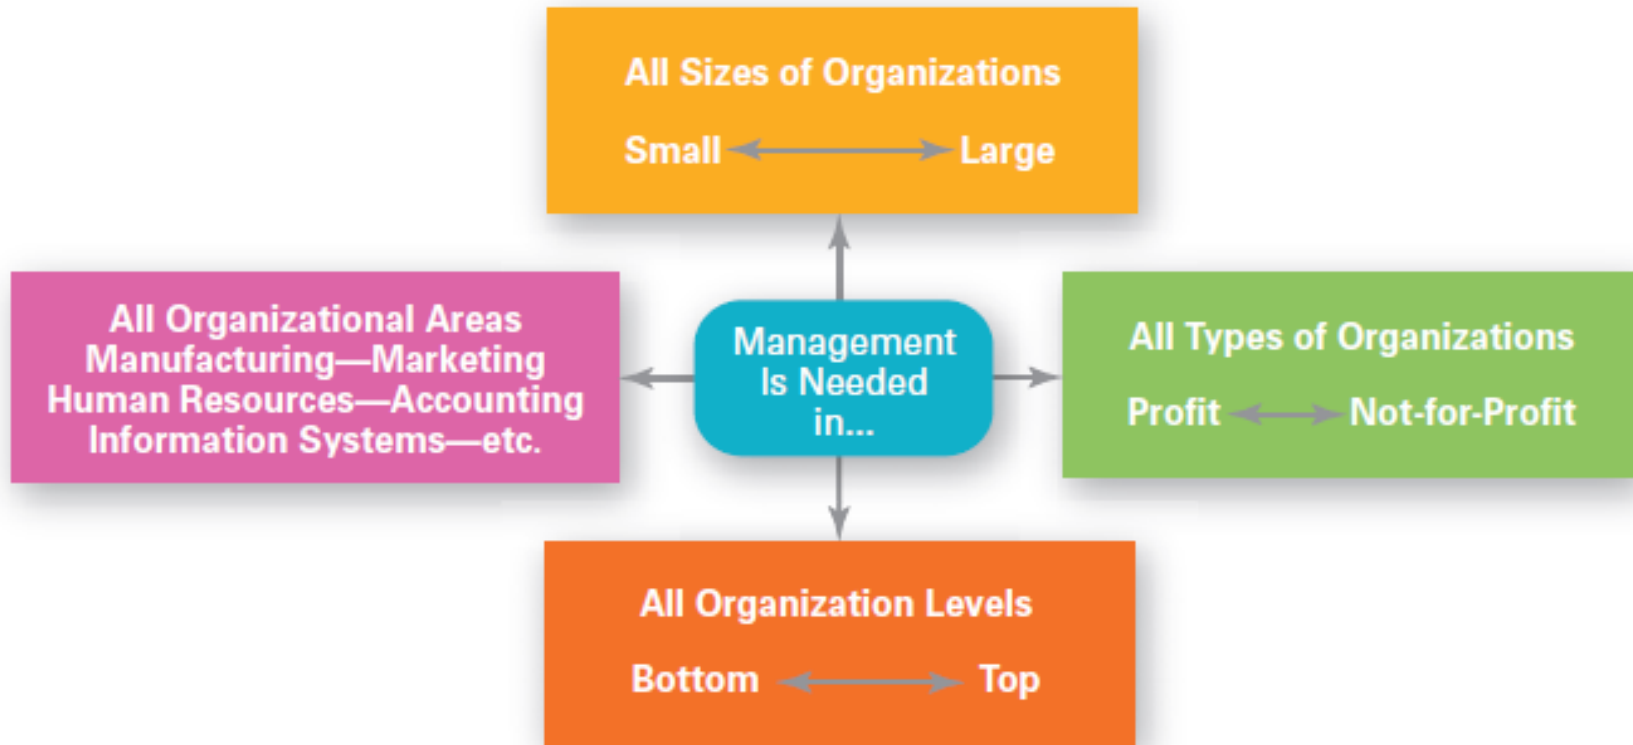 All Sizes of Organizations
Small Large
All Organizational Areas
Manufacturing—Marketing
Human Resources—Accounting
Information Systems—etc.
Management
Is Needed
in...
All Types of Organizations
Profit Not-for-Profit
All Organization Levels
Bottom Top